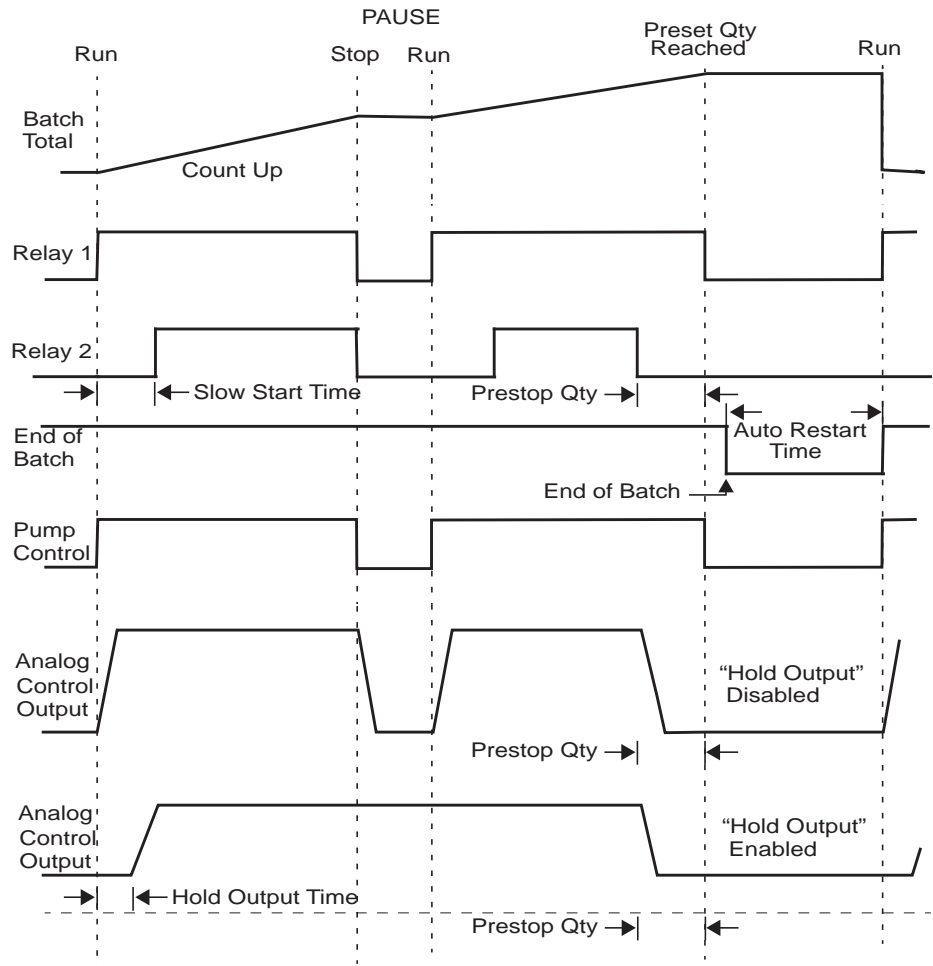 PAUSE
Run
Stop
Run
Preset Qty
Reached
Run
Batch
Total
Count Up
Relay 1
Relay 2
Slow Start Time
Prestop Qty
End of
Batch
Auto Restart
Time
End of Batch
Pump
Control
Analog
Control
Output
“Hold Output”
Disabled
Prestop Qty
Analog
Control
Output
“Hold Output”
Enabled
Hold Output Time
Prestop Qty